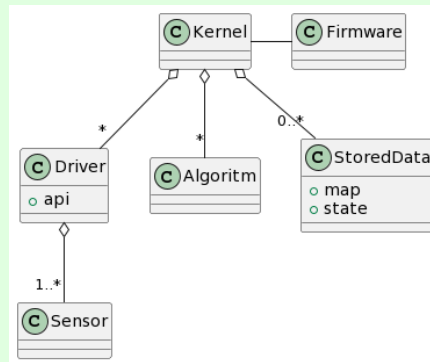 C Kernel
C Firmware
*
*
0..*
C Driver
api
C Algoritm
C StoredData
map
state
1..*
C Sensor